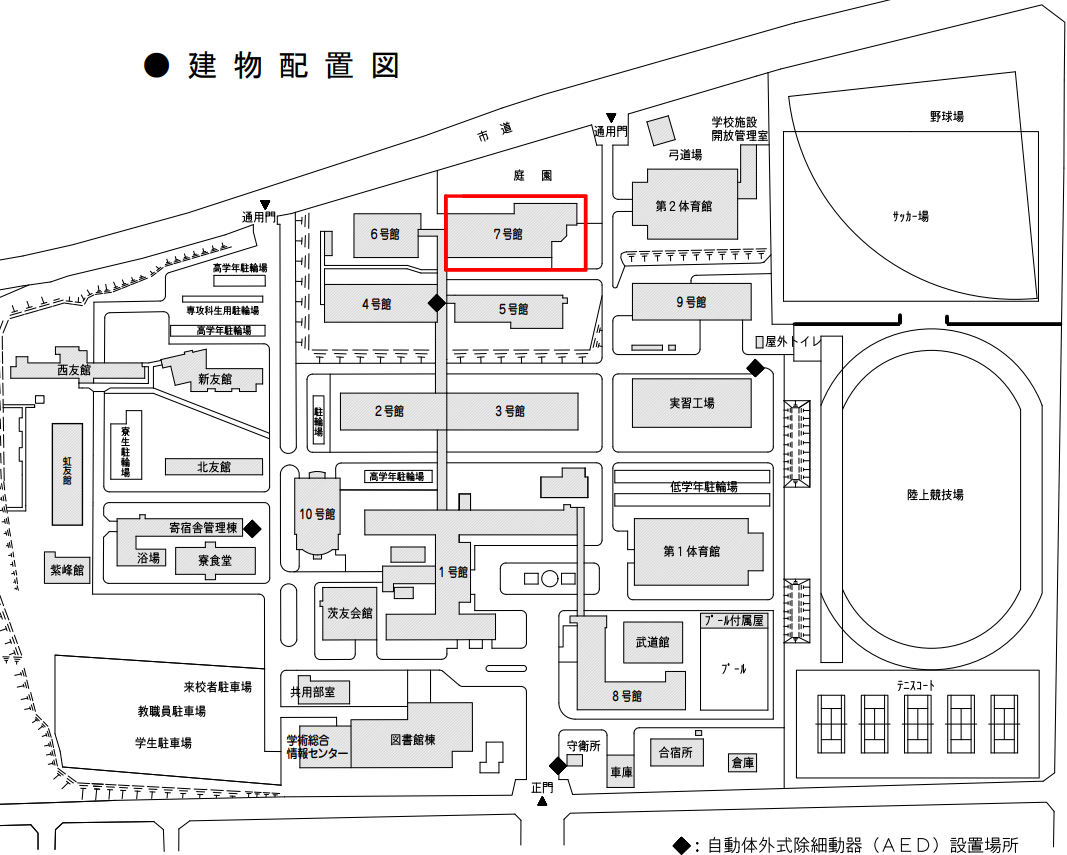 ●建物配置図
市道
通用門
学校施設
開放管理室
野球場
弓道場
庭園
第2体育館
通用門
サッカー場
6号館
7号館
高学年駐輪場
専攻科生用駐輪場
4号館
5号館
9号館
高学年駐輪場
屋外トイレ
西友館
新友館
駐輪場
2号館
3号館
実習工場
寮生駐輪場
虹友館
北友館
高学年駐輪場
低学年駐輪場
陸上競技場
10号館
寄宿舎管理棟
浴場
寮食堂
紫峰館
1号館
第1体育館
茨友会館
プール付属屋
武道館
プール
来校者駐車場
共用部室
8号館
テニスコート
教職員駐車場
学生駐車場
学術総合
情報センター
図書館棟
守衛所
車庫
合宿所
倉庫
正門
◆：自動体外式除細動器（AED）設置場所